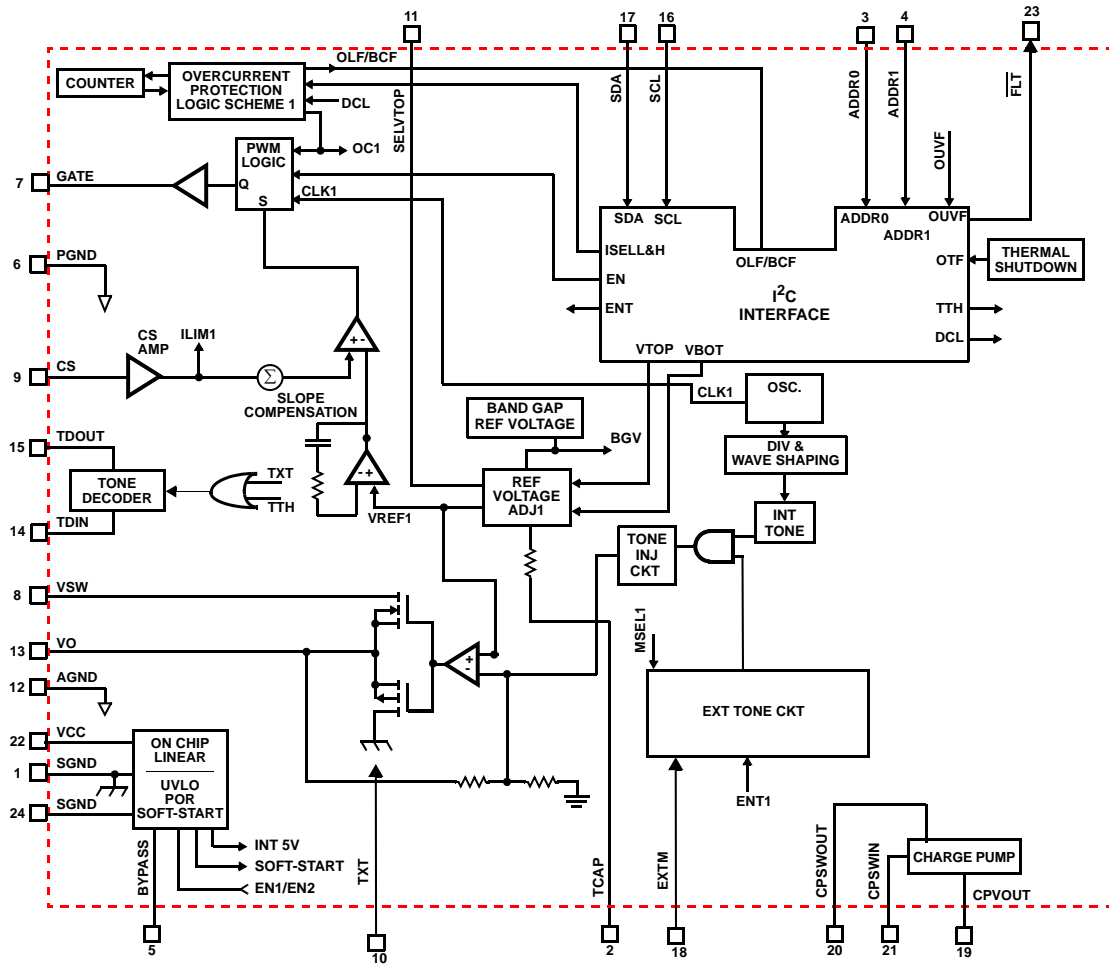 11
17
16
3
4
23
COUNTER
OVERCURRENT
PROTECTION
LOGIC SCHEME 1
OLF/BCF
DCL
SELVTOP
SDA
SCL
ADDR0
ADDR1
FLT
OUVF
PWM
LOGIC
Q
S
OC1
CLK1
7
GATE
6
PGND
SDA
SCL
ADDR0
ADDR1
OUVF
ISELL&H
OLF/BCF
OTF
THERMAL
SHUTDOWN
EN
ENT
I2C
INTERFACE
TTH
DCL
VTOP
VBOT
9
CS
CS
AMP
ILIM1
Σ
SLOPE
COMPENSATION
+ -
CLK1
OSC.
BAND GAP
REF VOLTAGE
BGV
DIV &
WAVE SHAPING
15
TDOUT
TONE
DECODER
TXT
TTH
14
TDIN
- +
VREF1
REF
VOLTAGE
ADJ1
INT
TONE
TONE
INJ
CKT
8
VSW
13
VO
+
-
MSEL1
12
AGND
EXT TONE CKT
22
VCC
1
SGND
24
SGND
ON CHIP
LINEAR
UVLO
POR
SOFT-START
INT 5V
SOFT-START
EN1/EN2
BYPASS
TXT
TCAP
EXTM
ENT1
CPSWOUT
CPSWIN
CHARGE PUMP
CPVOUT
5
10
2
18
20
21
19